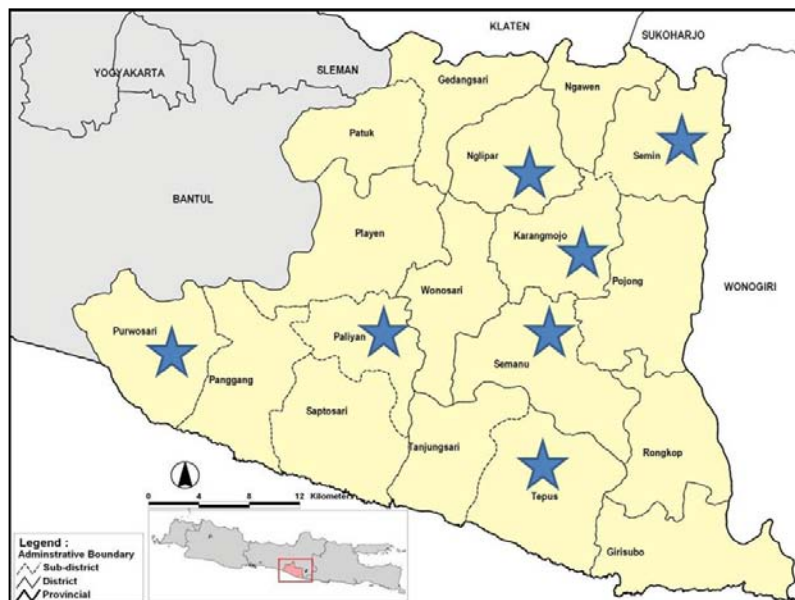 KLATEN
SUKOHARJO
YOGYAKARTA
SLEMAN
Gedangsari
Ngawen
Patuk
Nglipar
Semin
BANTUL
Playen
Karangmojo
Wonosari
Pojong
WONOGIRI
Purwosari
Paliyan
Semanu
Panggang
Saptosari
Tanjungsari
Rongkop
Tepus
Girisubo
0 4 8 12 Kilometers
Legend :
Adminstrative Boundary
Sub-district
District
Provincial